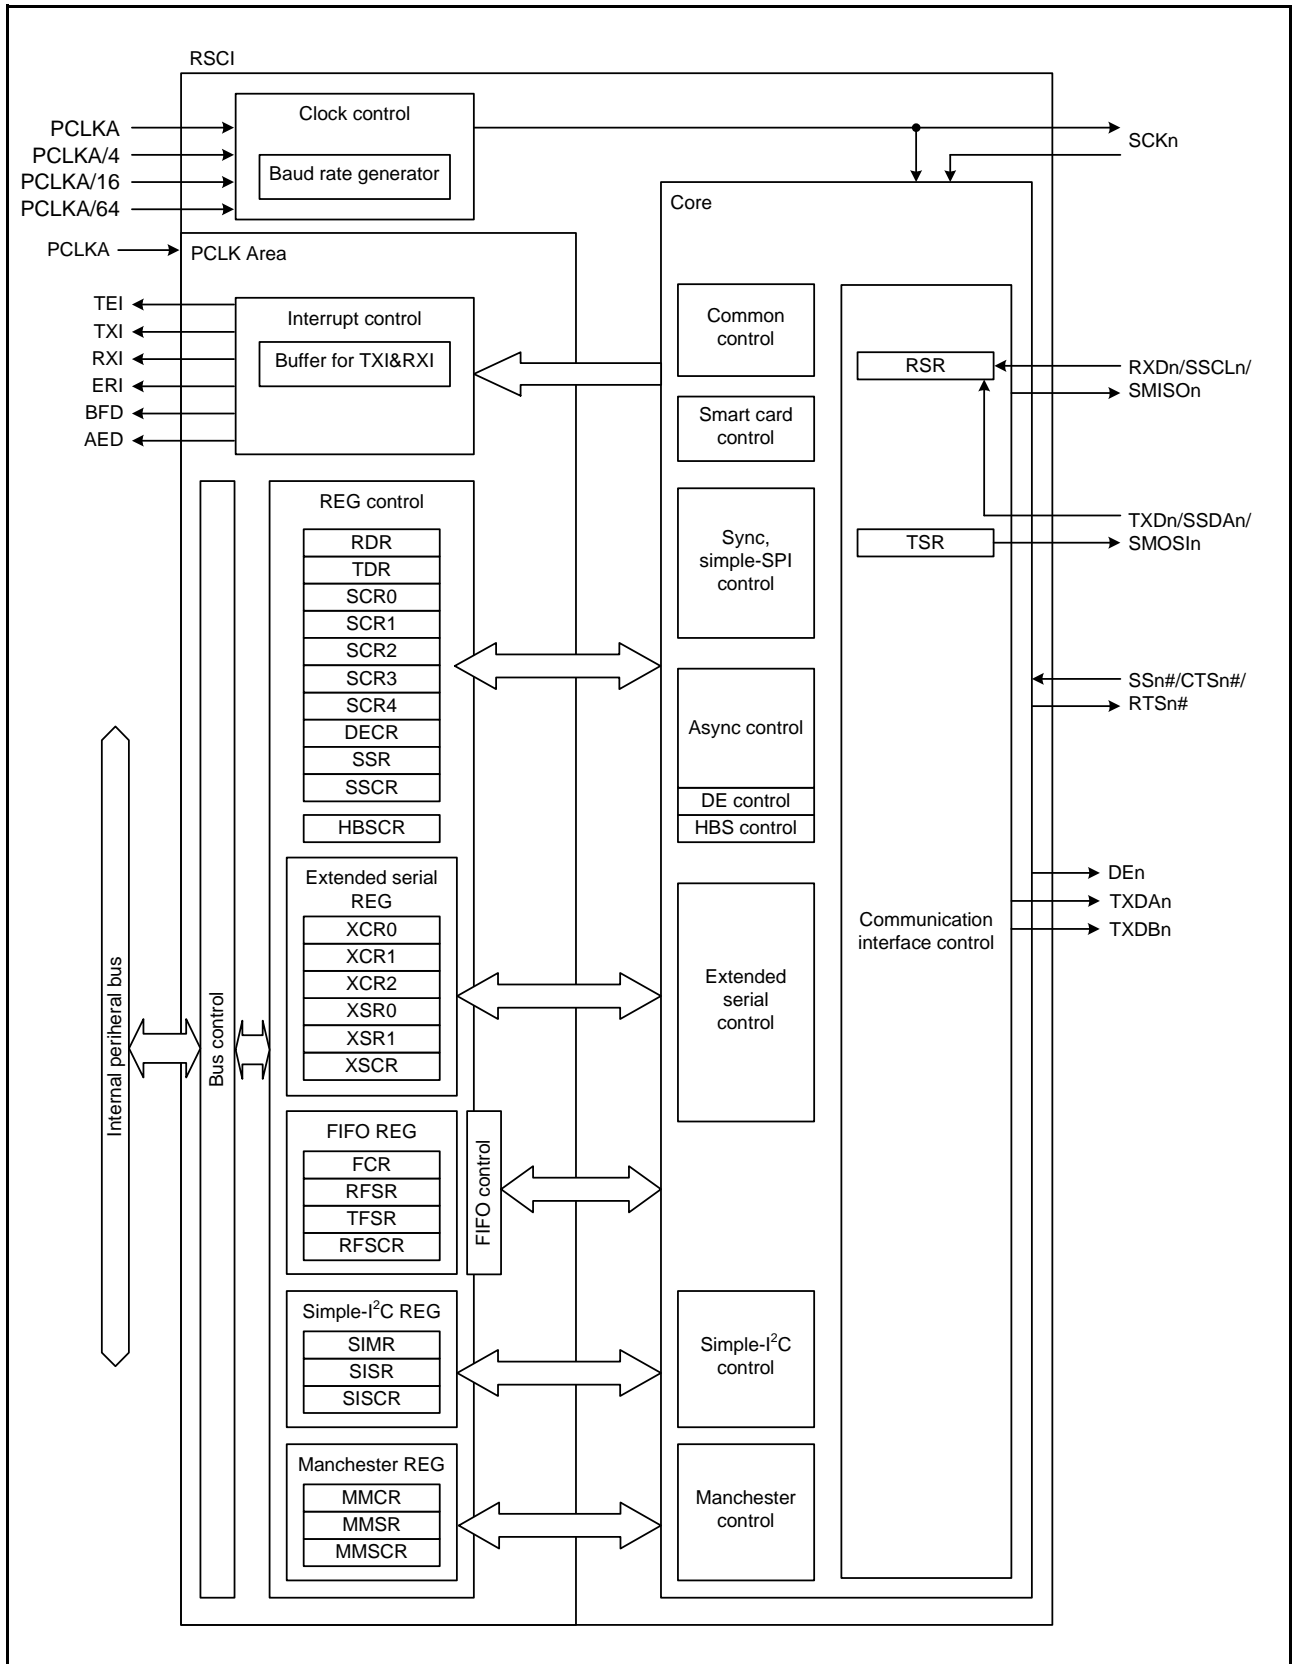 RSCI
Clock control
Baud rate generator
PCLKA
PCLKA/4
PCLKA/16
PCLKA/64
PCLKA
SCKn
PCLK Area
TEI
TXI
RXI
ERI
BFD
AED
Interrupt control
Buffer for TXI&RXI
Internal periheral bus
Bus control
REG control
RDR
TDR
SCR0
SCR1
SCR2
SCR3
SCR4
DECR
SSR
SSCR
HBSCR
Extended serial
REG
XCR0
XCR1
XCR2
XSR0
XSR1
XSCR
FIFO REG
FCR
RFSR
TFSR
RFSCR
FIFO control
Simple-I²C REG
SIMR
SISR
SISCR
Manchester REG
MMCR
MMSR
MMSCR
Core
Common
control
Smart card
control
Sync,
simple-SPI
control
Async control
DE control
HBS control
Extended
serial
control
Simple-I²C
control
Manchester
control
RSR
TSR
Communication
interface control
RXDn/SSCLn/
SMISOn
TXDn/SSDAn/
SMOSIn
SSn#/CTSn#/
RTSn#
DEn
TXDAn
TXDBn